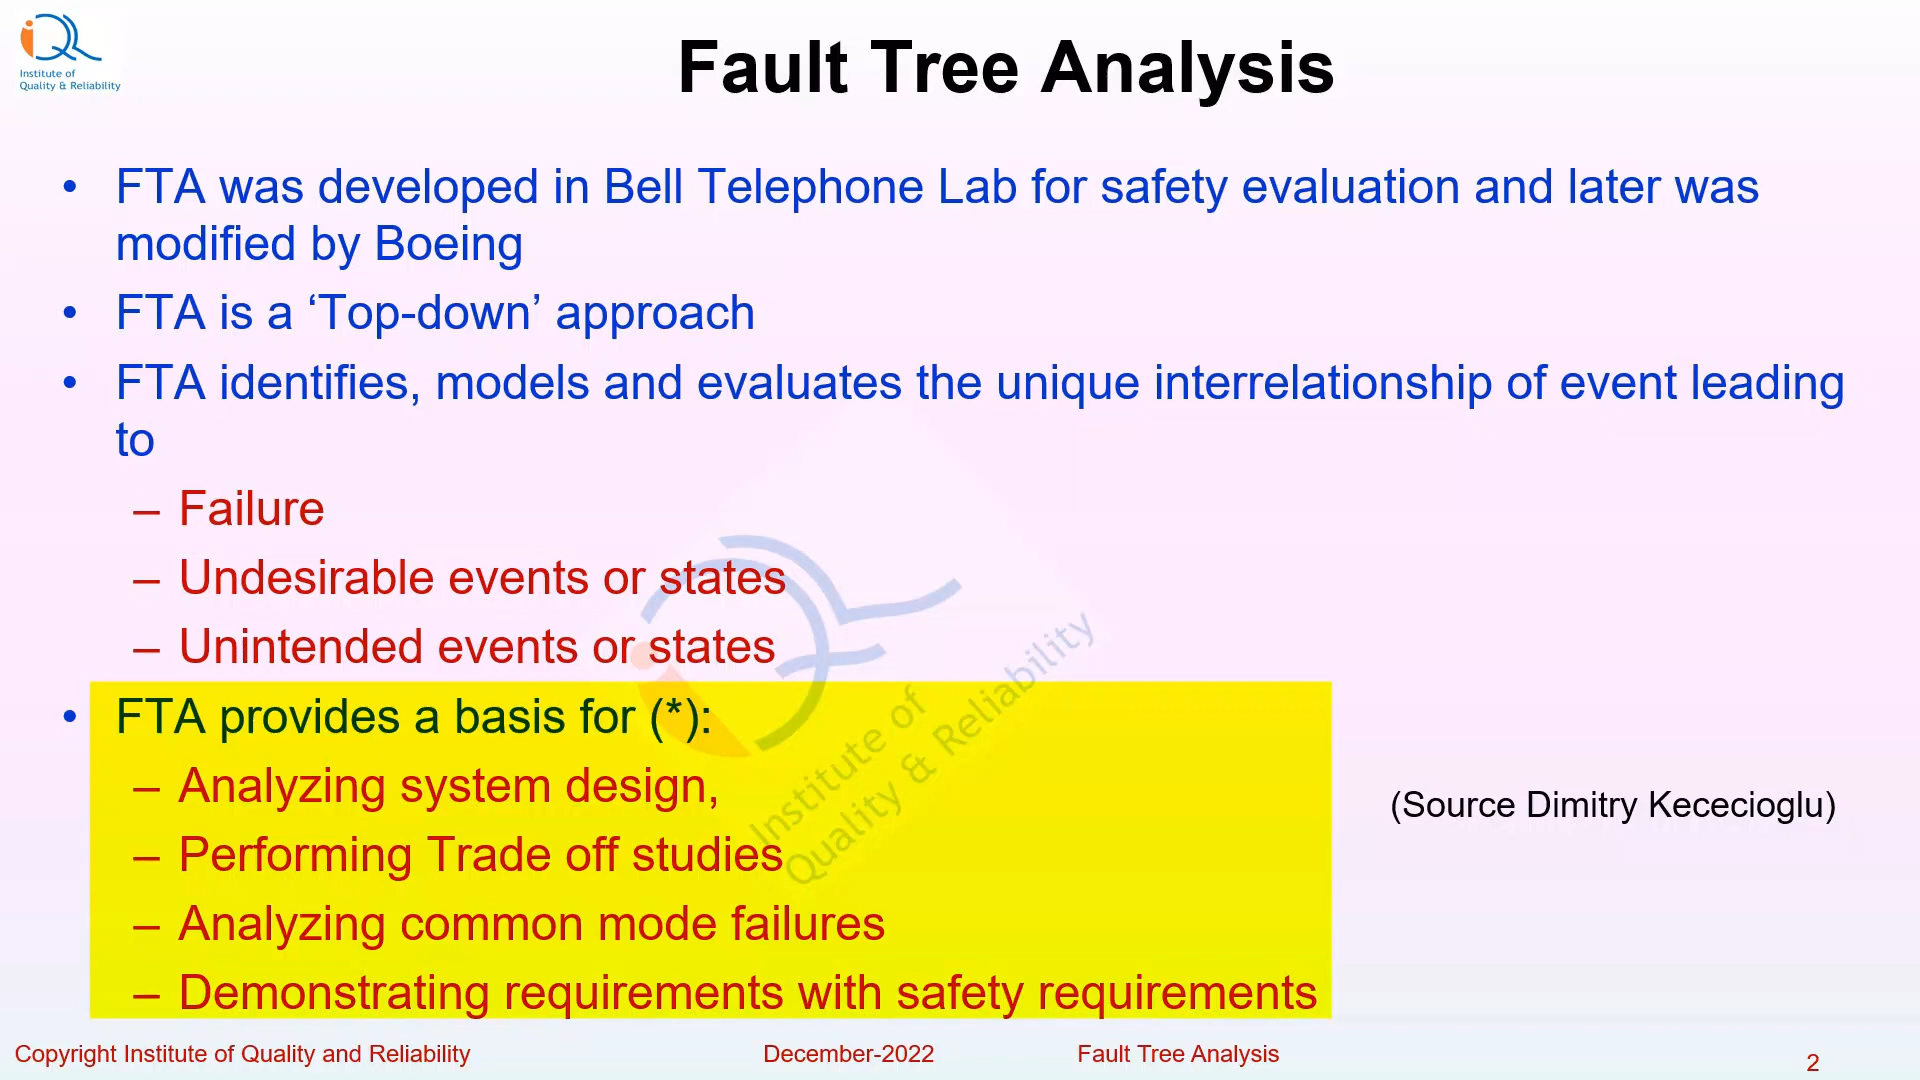 iQR
Institute of
Quality & Reliability
Fault Tree Analysis
• FTA was developed in Bell Telephone Lab for safety evaluation and later was
modified by Boeing
• FTA is a ‘Top-down’ approach
• FTA identifies, models and evaluates the unique interrelationship of event leading
to
– Failure
– Undesirable events or states
– Unintended events or states
• FTA provides a basis for (*):
– Analyzing system design,
– Performing Trade off studies
– Analyzing common mode failures
– Demonstrating requirements with safety requirements
(Source Dimitry Kececioglu)
Institute of
Quality & Reliability
Copyright Institute of Quality and Reliability
December-2022
Fault Tree Analysis
2